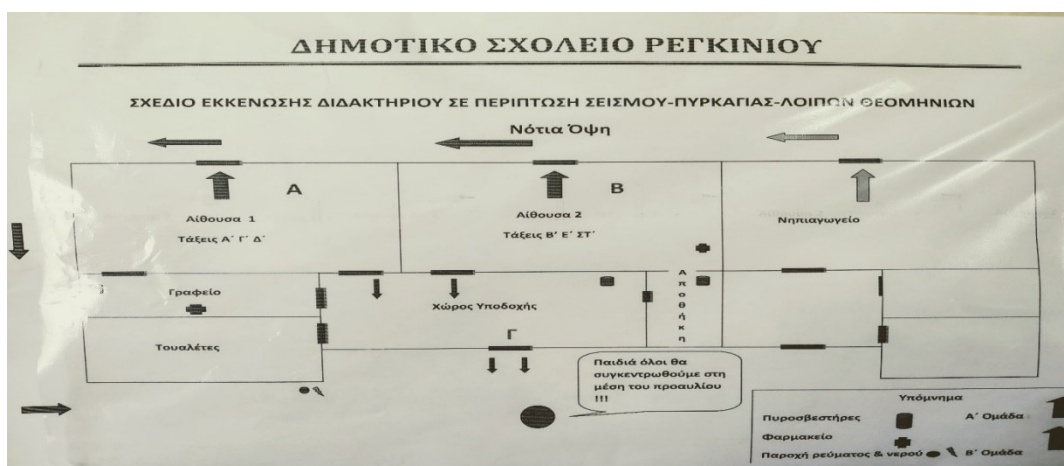 ΔΗΜΟΤΙΚΟ ΣΧΟΛΕΙΟ ΡΕΓΚΙΝΙΟΥ
ΣΧΕΔΙΟ ΕΚΚΕΝΩΣΗΣ ΔΙΔΑΚΤΗΡΙΟΥ ΣΕ ΠΕΡΙΠΤΩΣΗ ΣΕΙΣΜΟΥ-ΠΥΡΚΑΓΙΑΣ-ΛΟΙΠΩΝ ΘΕΟΜΗΝΙΩΝ
Νότια Όψη
Α
Β
Αίθουσα 1
Τάξεις Α΄ Γ΄ Δ΄
Αίθουσα 2
Τάξεις Β' Ε΄ ΣΤ΄
Νηπιαγωγείο
Γραφείο
Τουαλέτες
Χώρος Υποδοχής
Γ
Αποθήκη
Παιδιά όλοι θα
συγκεντρωθούμε στη
μέση του προαυλίου
!!!
Υπόμνημα
Πυροσβεστήρες
Α΄ Ομάδα
Φαρμακείο
Παροχή ρεύματος & νερού
Β΄ Ομάδα